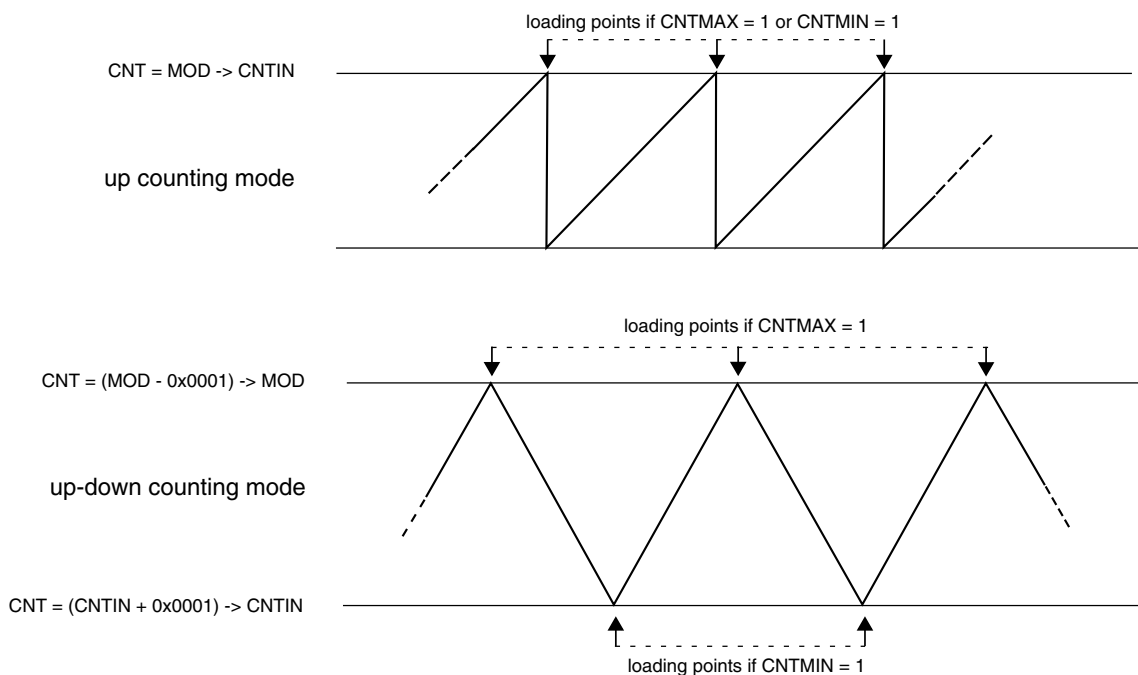 loading points if CNTMAX = 1 or CNTMIN = 1
CNT = MOD -> CNTIN
up counting mode
loading points if CNTMAX = 1
CNT = (MOD - 0x0001) -> MOD
up-down counting mode
CNT = (CNTIN + 0x0001) -> CNTIN
loading points if CNTMIN = 1